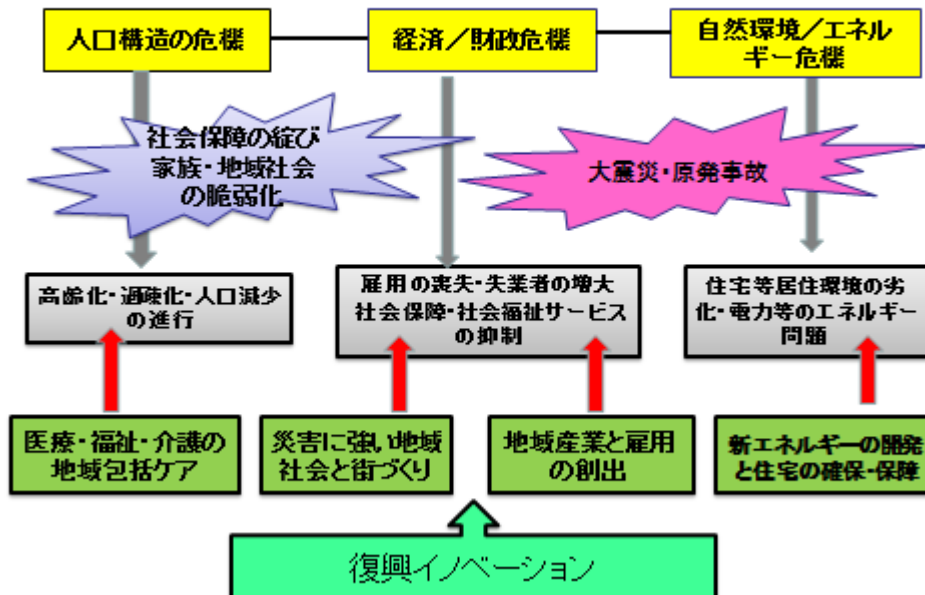 人口構造の危機
経済／財政危機
自然環境／エネル
ギー危機
社会保障の綻び
家族・地域社会
の脆弱化
大震災・原発事故
高齢化・過疎化・人口減少
の進行
雇用の喪失・失業者の増大
社会保障・社会福祉サービス
の抑制
住宅等居住環境の劣
化・電力等のエネルギー
問題
医療・福祉・介護の
地域包括ケア
災害に強い地域
社会と街づくり
地域産業と雇用
の創出
新エネルギーの開発
と住宅の確保・保障
復興イノベーション